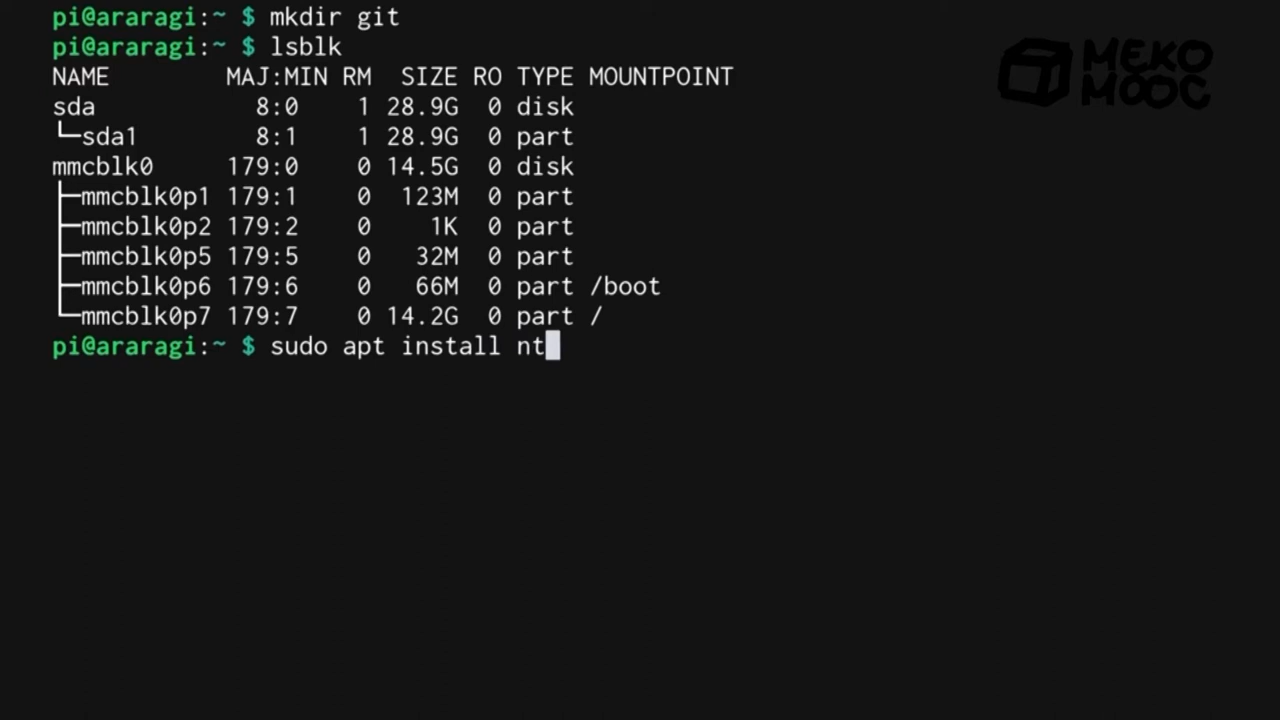 pi@araragi:~ $ mkdir git
pi@araragi:~ $ lsblk
NAME        MAJ:MIN RM  SIZE RO TYPE MOUNTPOINT
sda           8:0    1 28.9G  0 disk
└─sda1        8:1    1 28.9G  0 part
mmcblk0     179:0    0 14.5G  0 disk
├─mmcblk0p1 179:1    0  123M  0 part
├─mmcblk0p2 179:2    0    1K  0 part
├─mmcblk0p5 179:5    0   32M  0 part
├─mmcblk0p6 179:6    0   66M  0 part /boot
└─mmcblk0p7 179:7    0 14.2G  0 part /
pi@araragi:~ $ sudo apt install nt
MEKO
MOOC